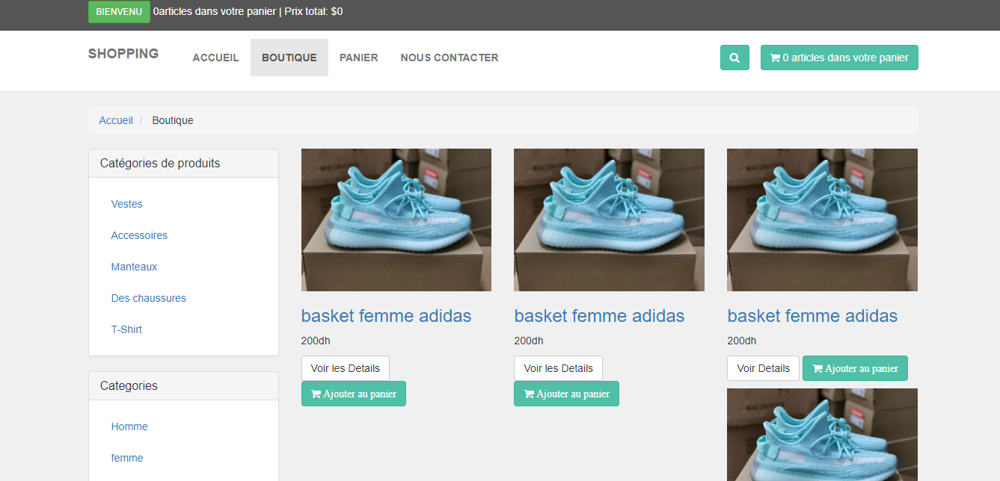 BIENVENU 0articles dans votre panier | Prix total: $0
SHOPPING ACCUEIL BOUTIQUE PANIER NOUS CONTACTER 0 articles dans votre panier
Accueil / Boutique
Catégories de produits
Vestes
Accessoires
Manteaux
Des chaussures
T-Shirt
Categories
Homme
femme
basket femme adidas
200dh
Voir les Details
Ajouter au panier
basket femme adidas
200dh
Voir les Details
Ajouter au panier
basket femme adidas
200dh
Voir Details Ajouter au panier